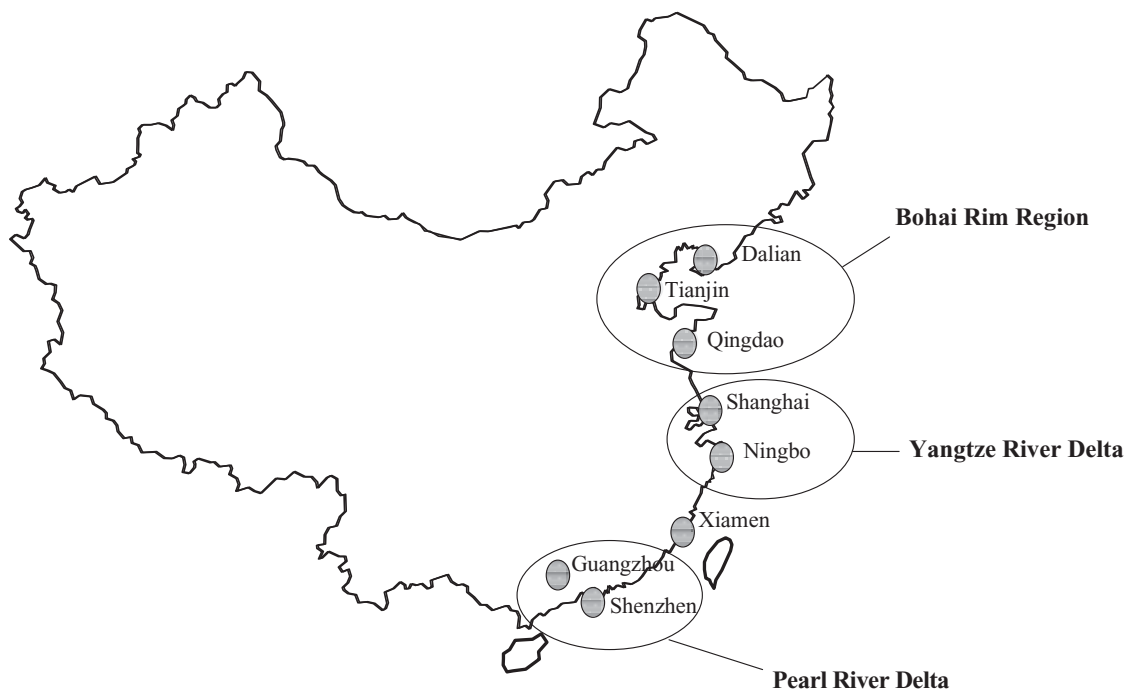 Bohai Rim Region
Dalian
Tianjin
Qingdao
Shanghai
Yangtze River Delta
Ningbo
Xiamen
Guangzhou
Shenzhen
Pearl River Delta